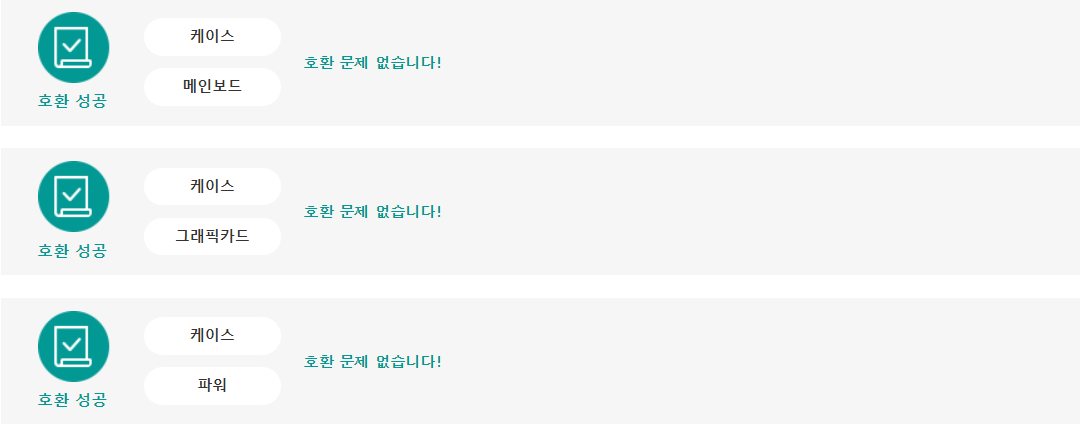 케이스
호환 문제 없습니다!
메인보드
호환 성공
케이스
호환 문제 없습니다!
그래픽카드
호환 성공
케이스
호환 문제 없습니다!
파워
호환 성공